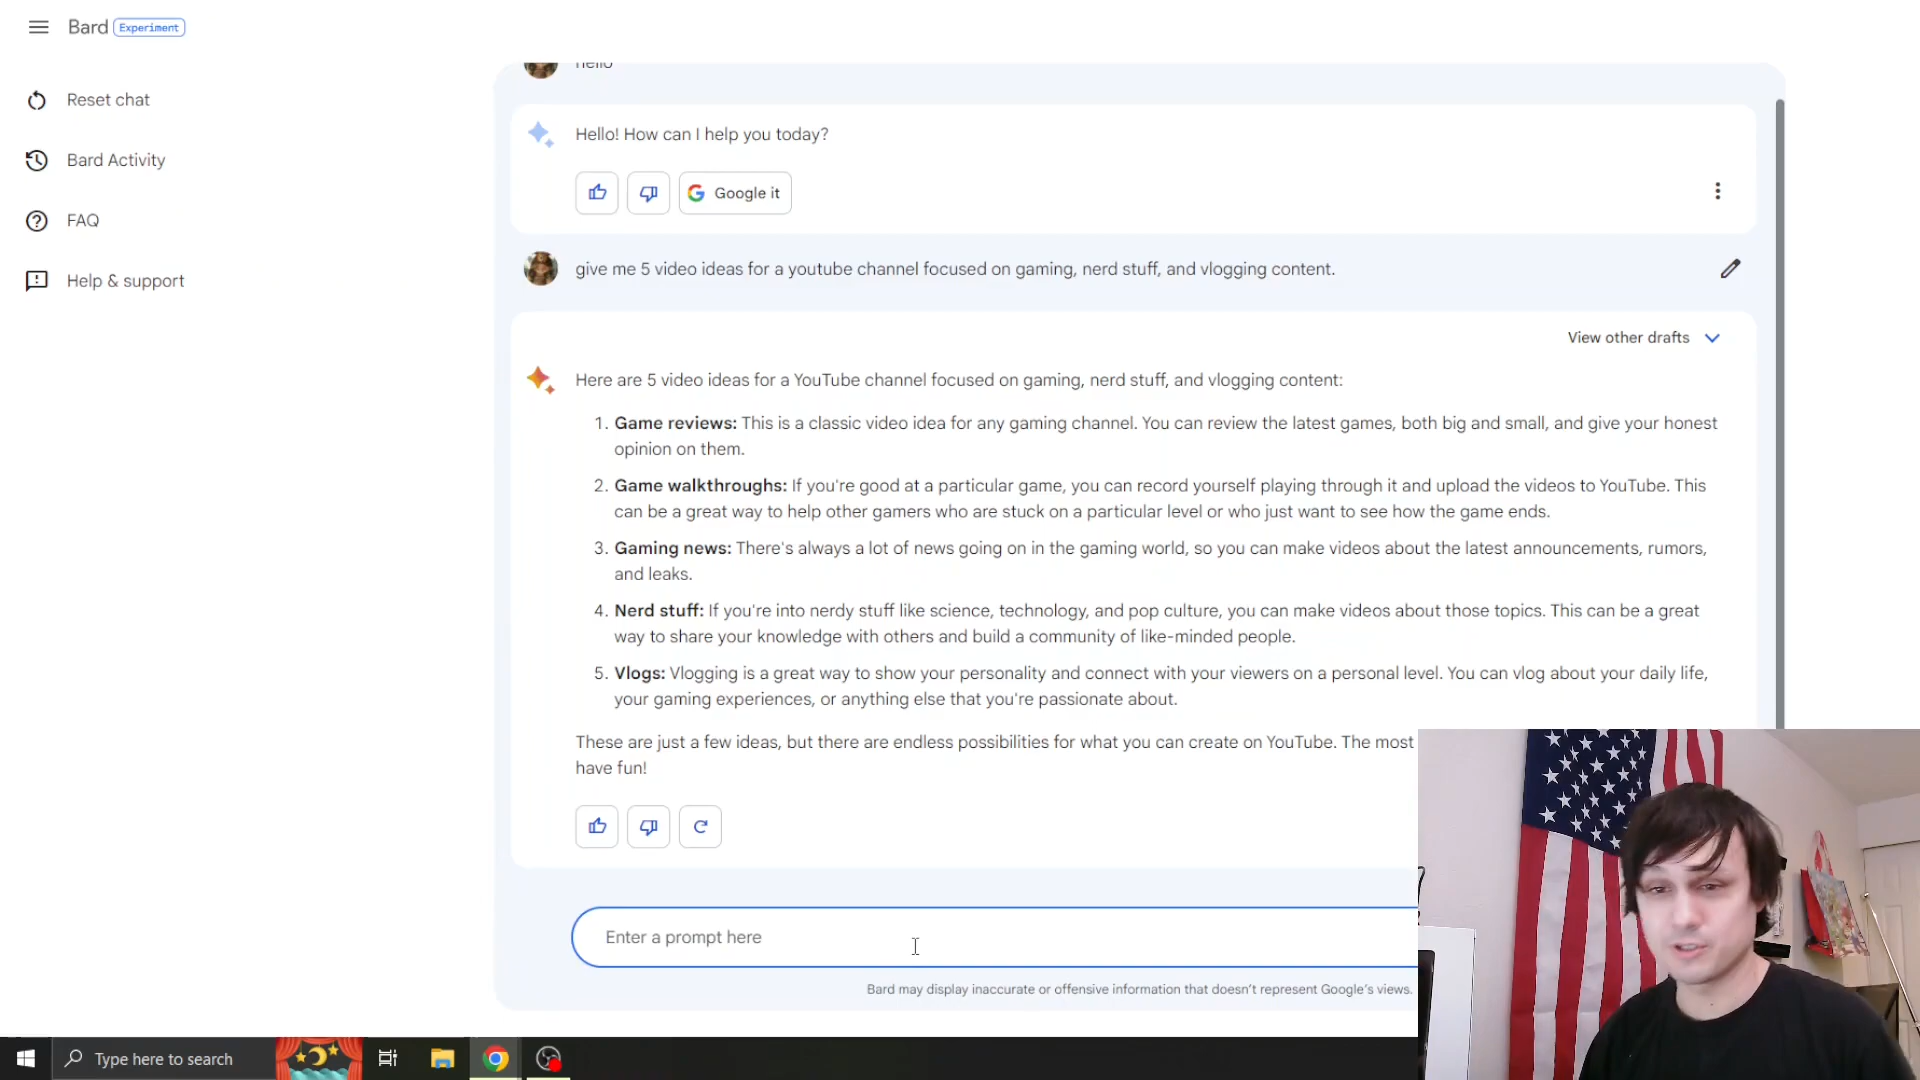 Bard Experiment
Reset chat
Bard Activity
FAQ
Help & support
hello
Hello! How can I help you today?
Google it
give me 5 video ideas for a youtube channel focused on gaming, nerd stuff, and vlogging content.
View other drafts
Here are 5 video ideas for a YouTube channel focused on gaming, nerd stuff, and vlogging content:
1. Game reviews: This is a classic video idea for any gaming channel. You can review the latest games, both big and small, and give your honest
opinion on them.
2. Game walkthroughs: If you're good at a particular game, you can record yourself playing through it and upload the videos to YouTube. This
can be a great way to help other gamers who are stuck on a particular level or who just want to see how the game ends.
3. Gaming news: There's always a lot of news going on in the gaming world, so you can make videos about the latest announcements, rumors,
and leaks.
4. Nerd stuff: If you're into nerdy stuff like science, technology, and pop culture, you can make videos about those topics. This can be a great
way to share your knowledge with others and build a community of like-minded people.
5. Vlogs: Vlogging is a great way to show your personality and connect with your viewers on a personal level. You can vlog about your daily life,
your gaming experiences, or anything else that you're passionate about.
These are just a few ideas, but there are endless possibilities for what you can create on YouTube. The most
have fun!
Enter a prompt here
Bard may display inaccurate or offensive information that doesn't represent Google's views.
Type here to search